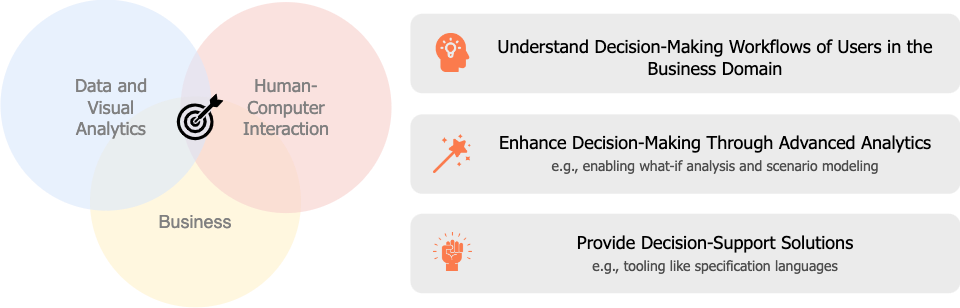 Data and
Visual
Analytics
Human-
Computer
Interaction
Business
Understand Decision-Making Workflows of Users in the
Business Domain
Enhance Decision-Making Through Advanced Analytics
e.g., enabling what-if analysis and scenario modeling
Provide Decision-Support Solutions
e.g., tooling like specification languages